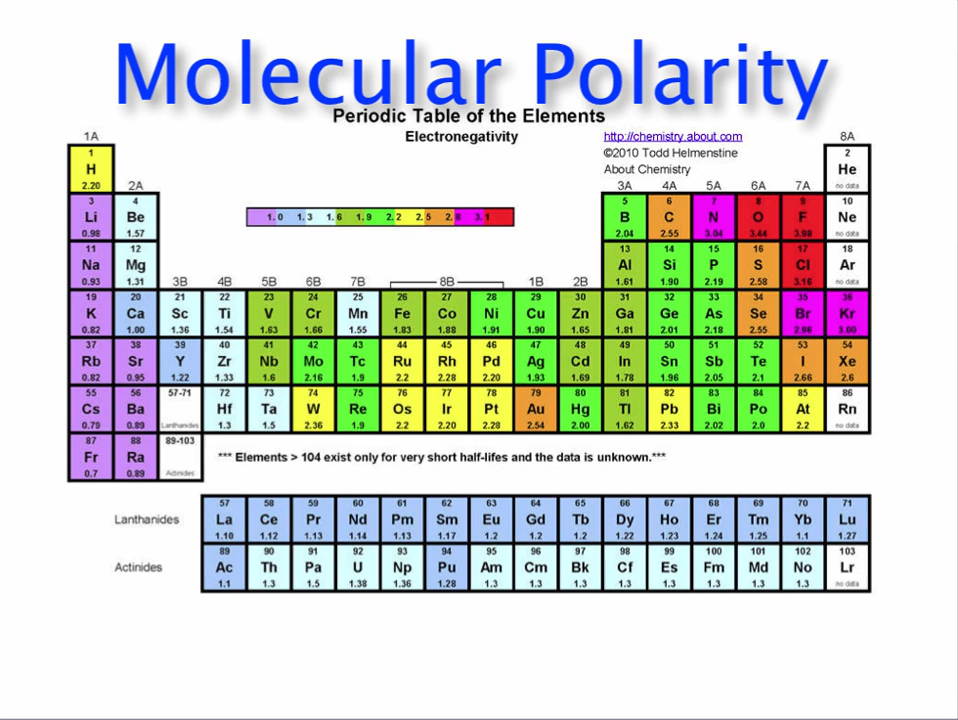 Molecular Polarity
Periodic Table of the Elements
Electronegativity
http://chemistry.about.com
©2010 Todd Helmenstine
About Chemistry
1A 8A
1 2
H He
2.20 no data
2A 3A 4A 5A 6A 7A
3 4 5 6 7 8 9 10
Li Be B C N O F Ne
0.98 1.57 2.04 2.55 3.04 3.44 3.98 no data
1.0 1.3 1.6 1.9 2.2 2.5 2.8 3.1
11 12 13 14 15 16 17 18
Na Mg Al Si P S Cl Ar
0.93 1.31 1.61 1.90 2.19 2.58 3.16 no data
3B 4B 5B 6B 7B 8B 1B 2B
19 20 21 22 23 24 25 26 27 28 29 30 31 32 33 34 35 36
K Ca Sc Ti V Cr Mn Fe Co Ni Cu Zn Ga Ge As Se Br Kr
0.82 1.00 1.36 1.54 1.63 1.66 1.55 1.83 1.88 1.91 1.90 1.65 1.81 2.01 2.18 2.55 2.96 3.00
37 38 39 40 41 42 43 44 45 46 47 48 49 50 51 52 53 54
Rb Sr Y Zr Nb Mo Tc Ru Rh Pd Ag Cd In Sn Sb Te I Xe
0.82 0.95 1.22 1.33 1.6 2.16 1.9 2.2 2.28 2.20 1.93 1.69 1.78 1.96 2.05 2.1 2.66 2.6
55 56 57-71 72 73 74 75 76 77 78 79 80 81 82 83 84 85 86
Cs Ba Hf Ta W Re Os Ir Pt Au Hg Tl Pb Bi Po At Rn
0.79 0.89 Lanthanides 1.3 1.5 2.36 1.9 2.2 2.20 2.28 2.54 2.00 1.62 2.33 2.02 2.0 2.2 no data
87 88 89-103
Fr Ra
0.7 0.89 Actinides
*** Elements > 104 exist only for very short half-lifes and the data is unknown.***
57 58 59 60 61 62 63 64 65 66 67 68 69 70 71
Lanthanides La Ce Pr Nd Pm Sm Eu Gd Tb Dy Ho Er Tm Yb Lu
1.10 1.12 1.13 1.14 1.13 1.17 1.2 1.2 1.2 1.22 1.23 1.24 1.25 1.1 1.27
89 90 91 92 93 94 95 96 97 98 99 100 101 102 103
Actinides Ac Th Pa U Np Pu Am Cm Bk Cf Es Fm Md No Lr
1.1 1.3 1.5 1.38 1.36 1.28 1.3 1.3 1.3 1.3 1.3 1.3 1.3 1.3 no data